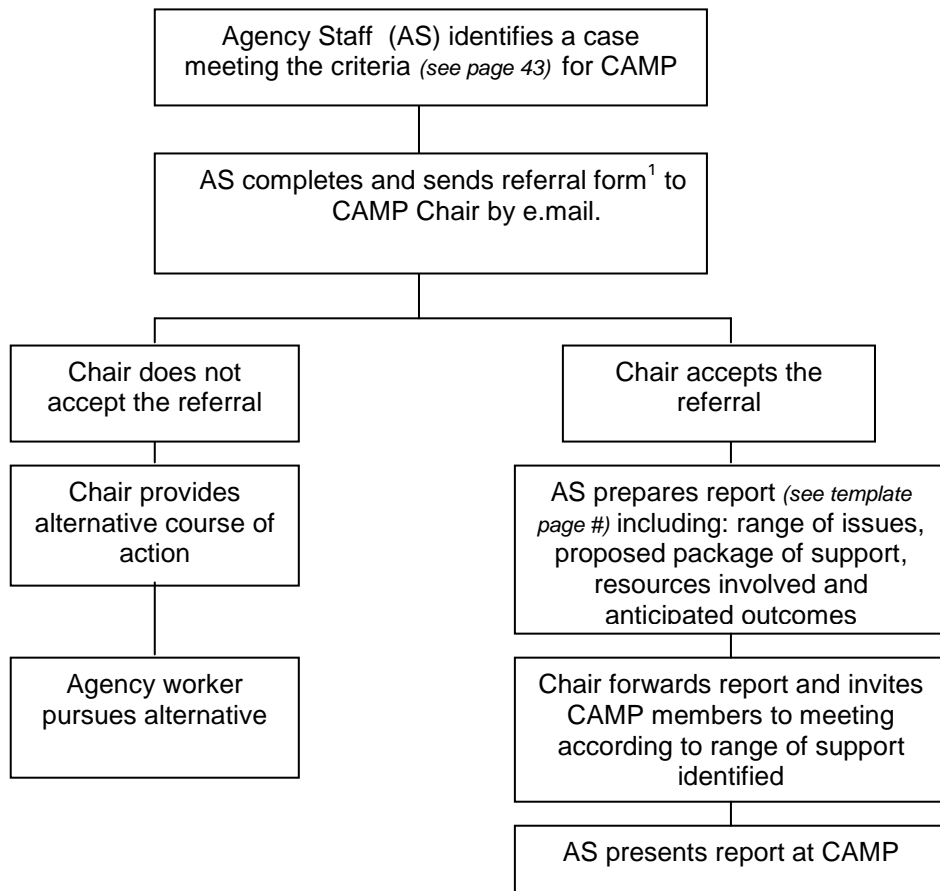 Agency Staff  (AS) identifies a case
meeting the criteria (see page 43) for CAMP
AS completes and sends referral form1 to
CAMP Chair by e.mail.
Chair does not
accept the referral
Chair provides
alternative course of
action
Agency worker
pursues alternative
Chair accepts the
referral
AS prepares report (see template
page #) including: range of issues,
proposed package of support,
resources involved and
anticipated outcomes
Chair forwards report and invites
CAMP members to meeting
according to range of support
identified
AS presents report at CAMP